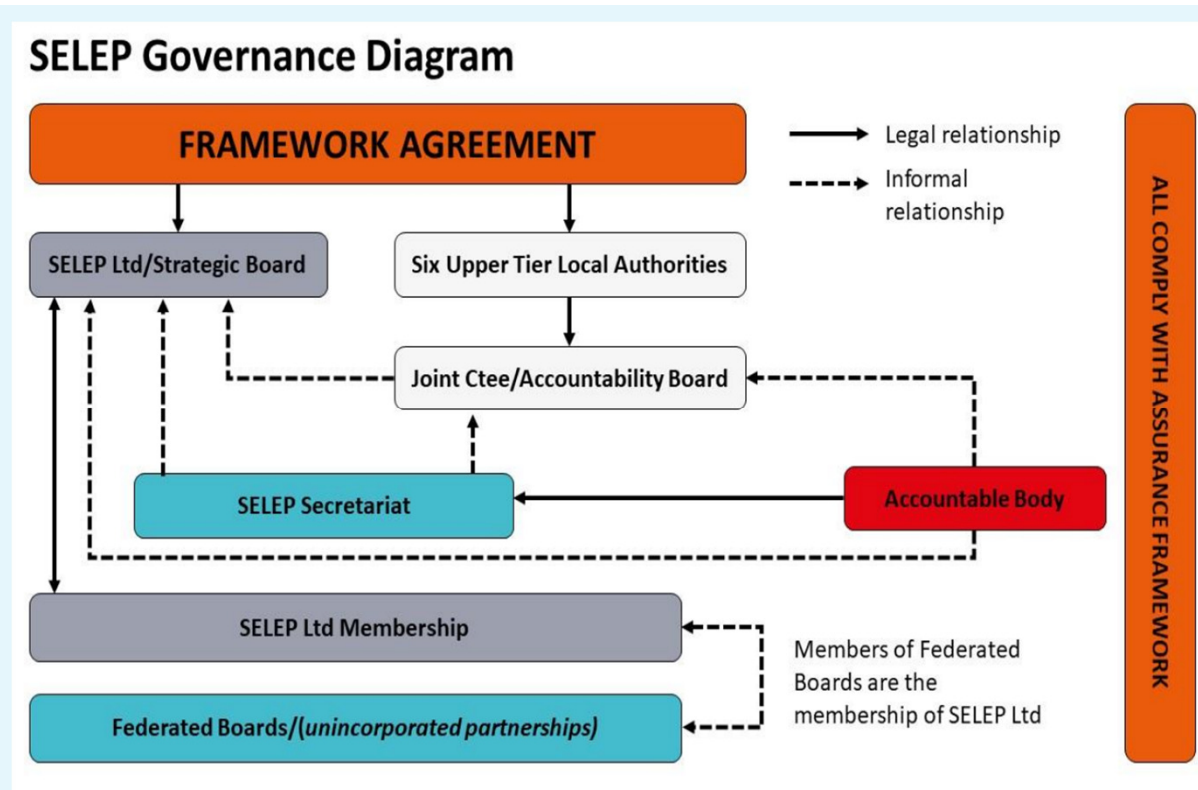 SELEP Governance Diagram
FRAMEWORK AGREEMENT
Legal relationship
Informal
relationship
SELEP Ltd/Strategic Board
Six Upper Tier Local Authorities
Joint Ctee/Accountability Board
SELEP Secretariat
Accountable Body
SELEP Ltd Membership
Members of Federated
Boards are the
membership of SELEP Ltd
Federated Boards/(unincorporated partnerships)
ALL COMPLY WITH ASSURANCE FRAMEWORK